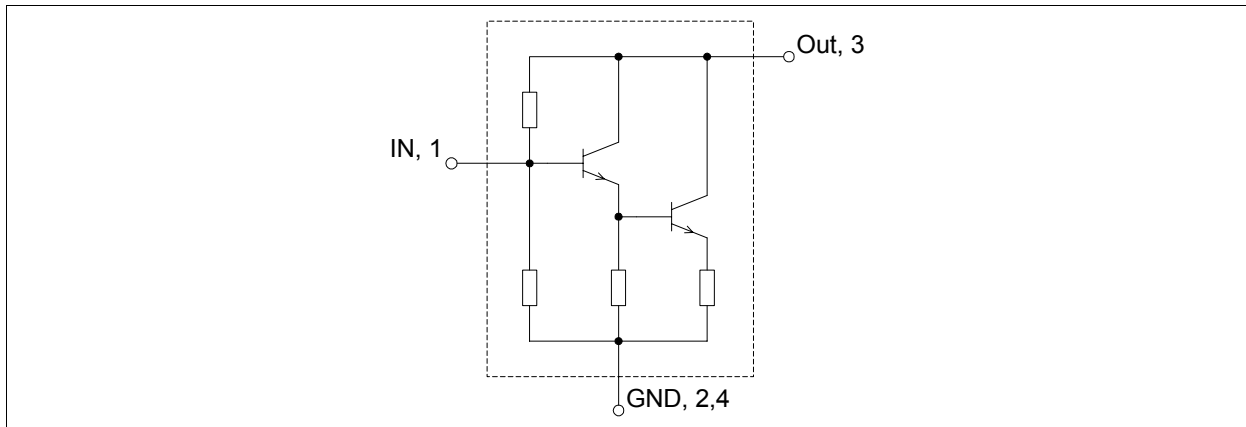 Out, 3
IN, 1
GND, 2,4